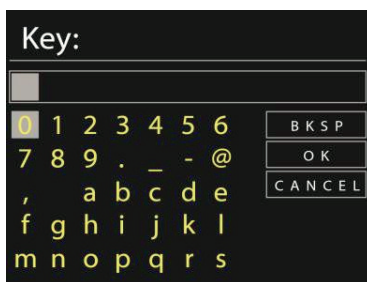 Key:
0 1 2 3 4 5 6 BKSP
7 8 9 . _ - @ OK
, a b c d e CANCEL
f g h i j k l
m n o p q r s